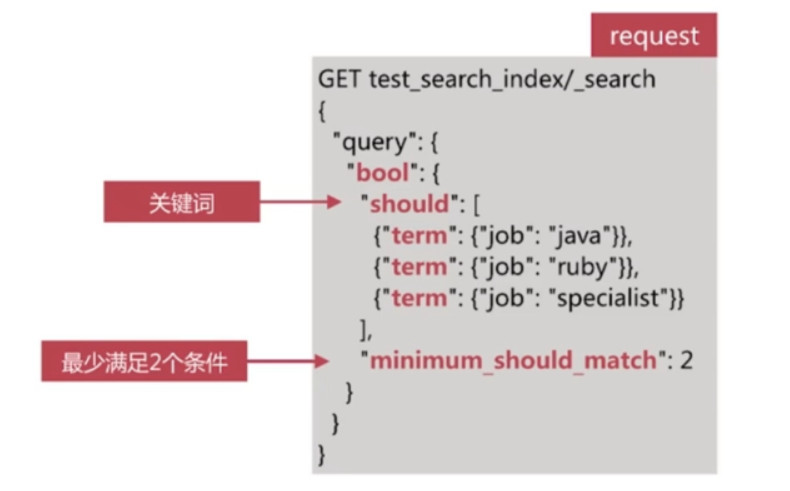 request
GET test_search_index/_search
{
"query": {
"bool": {
关键词
"should": [
{"term": {"job": "java"}},
{"term": {"job": "ruby"}},
{"term": {"job": "specialist"}}
],
最少满足2个条件
"minimum_should_match": 2
}
}
}